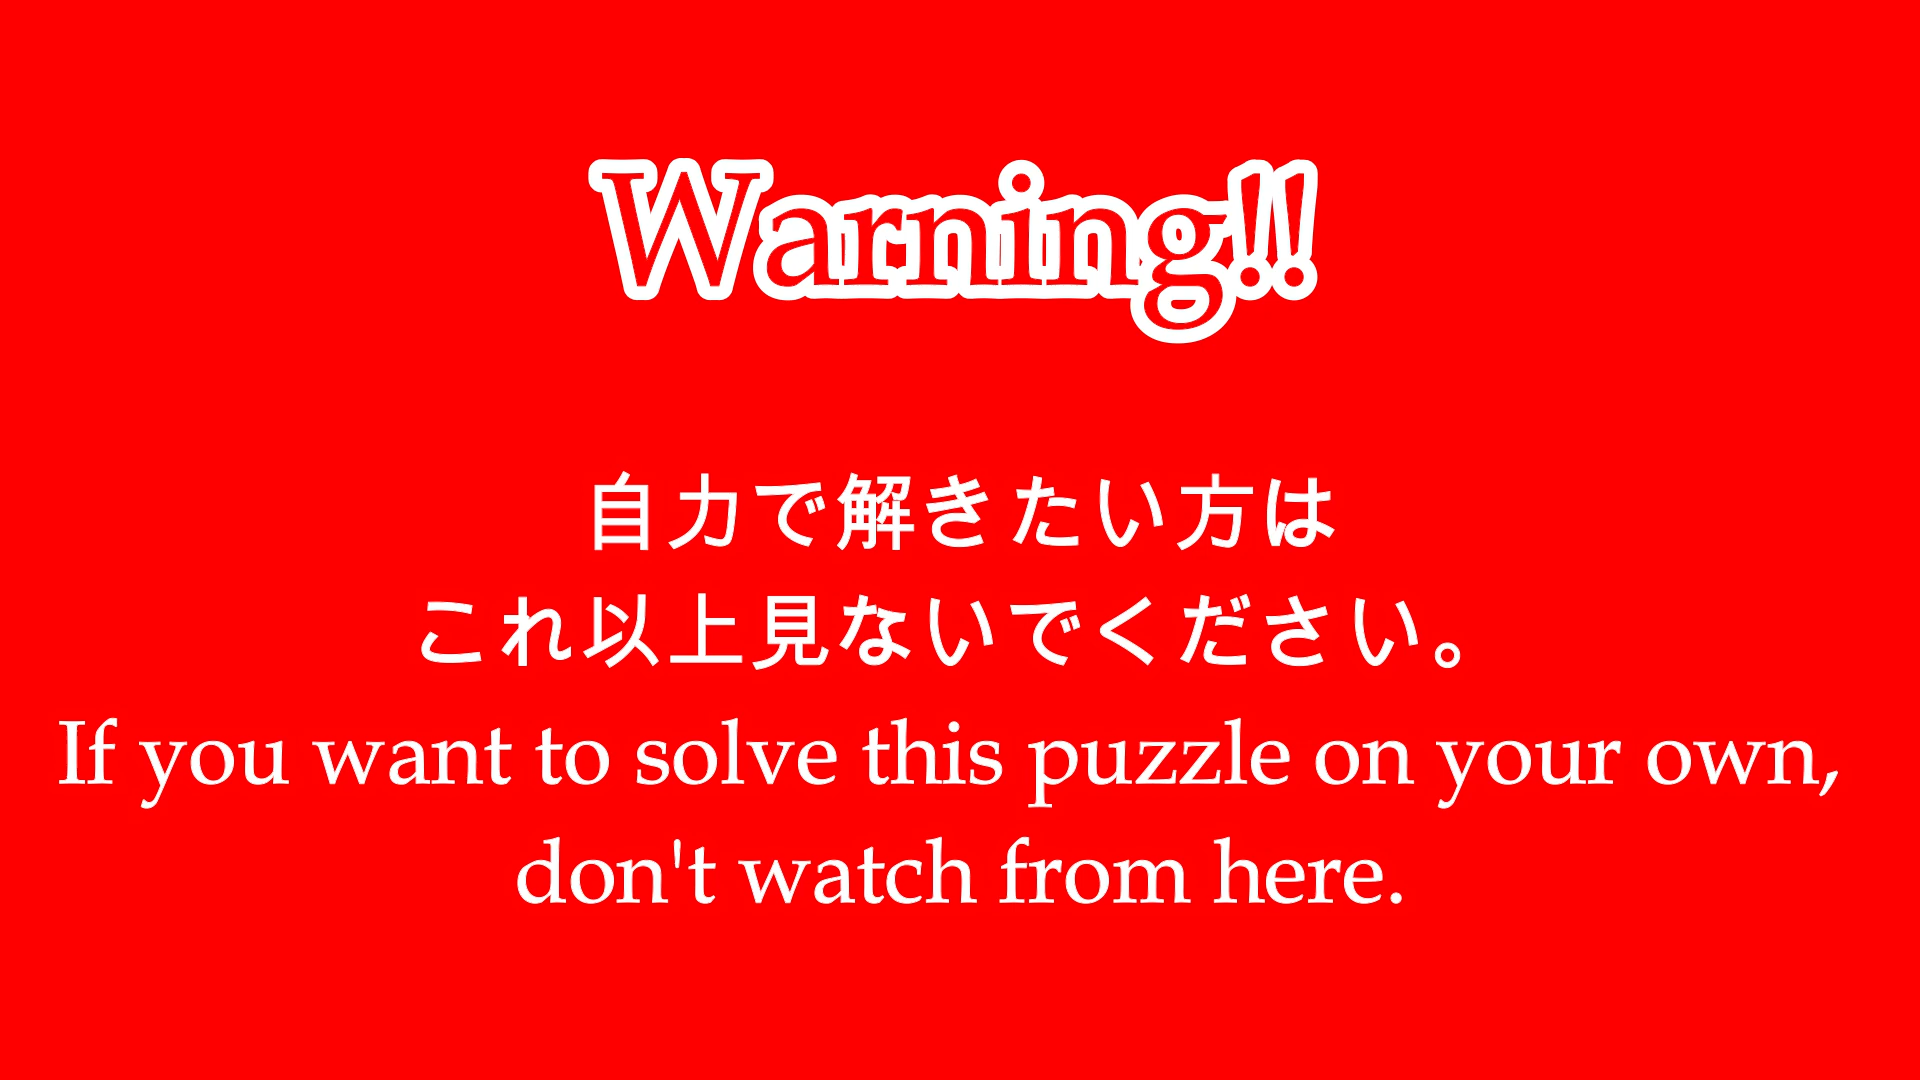 Warning!!
自力で解きたい方は
これ以上見ないでください。
If you want to solve this puzzle on your own,
don't watch from here.